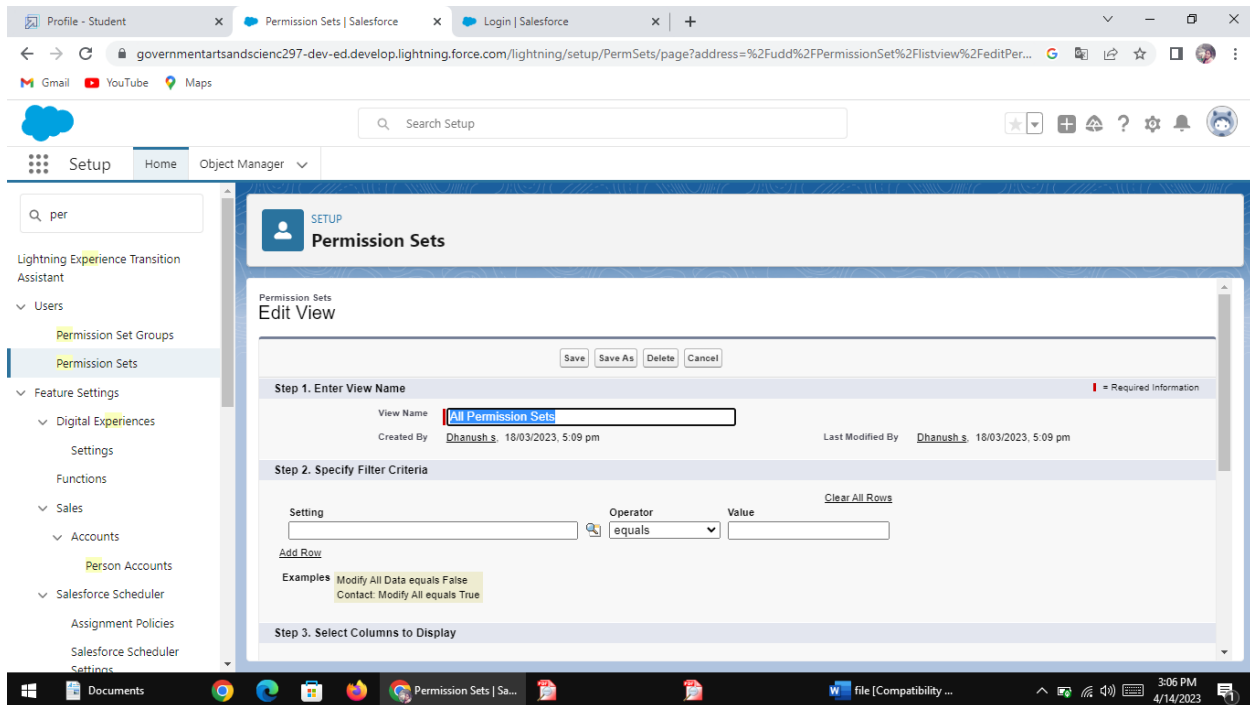 Profile - Student
Permission Sets | Salesforce
Login | Salesforce
governmentartsandscienc297-dev-ed.develop.lightning.force.com/lightning/setup/PermSets/page?address=%2Fudd%2FPermissionSet%2Flistview%2FeditPer...
Gmail YouTube Maps
Search Setup
Setup Home Object Manager
per
Lightning Experience Transition
Assistant
Users
Permission Set Groups
Permission Sets
Feature Settings
Digital Experiences
Settings
Functions
Sales
Accounts
Person Accounts
Salesforce Scheduler
Assignment Policies
Salesforce Scheduler
Settings
SETUP
Permission Sets
Permission Sets
Edit View
Save Save As Delete Cancel
Step 1. Enter View Name
= Required Information
View Name All Permission Sets
Created By Dhanush s, 18/03/2023, 5:09 pm Last Modified By Dhanush s, 18/03/2023, 5:09 pm
Step 2. Specify Filter Criteria
Clear All Rows
Setting Operator Value
equals
Add Row
Examples Modify All Data equals False
Contact: Modify All equals True
Step 3. Select Columns to Display
Documents
Permission Sets | Sa...
file [Compatibility ...
3:06 PM
4/14/2023